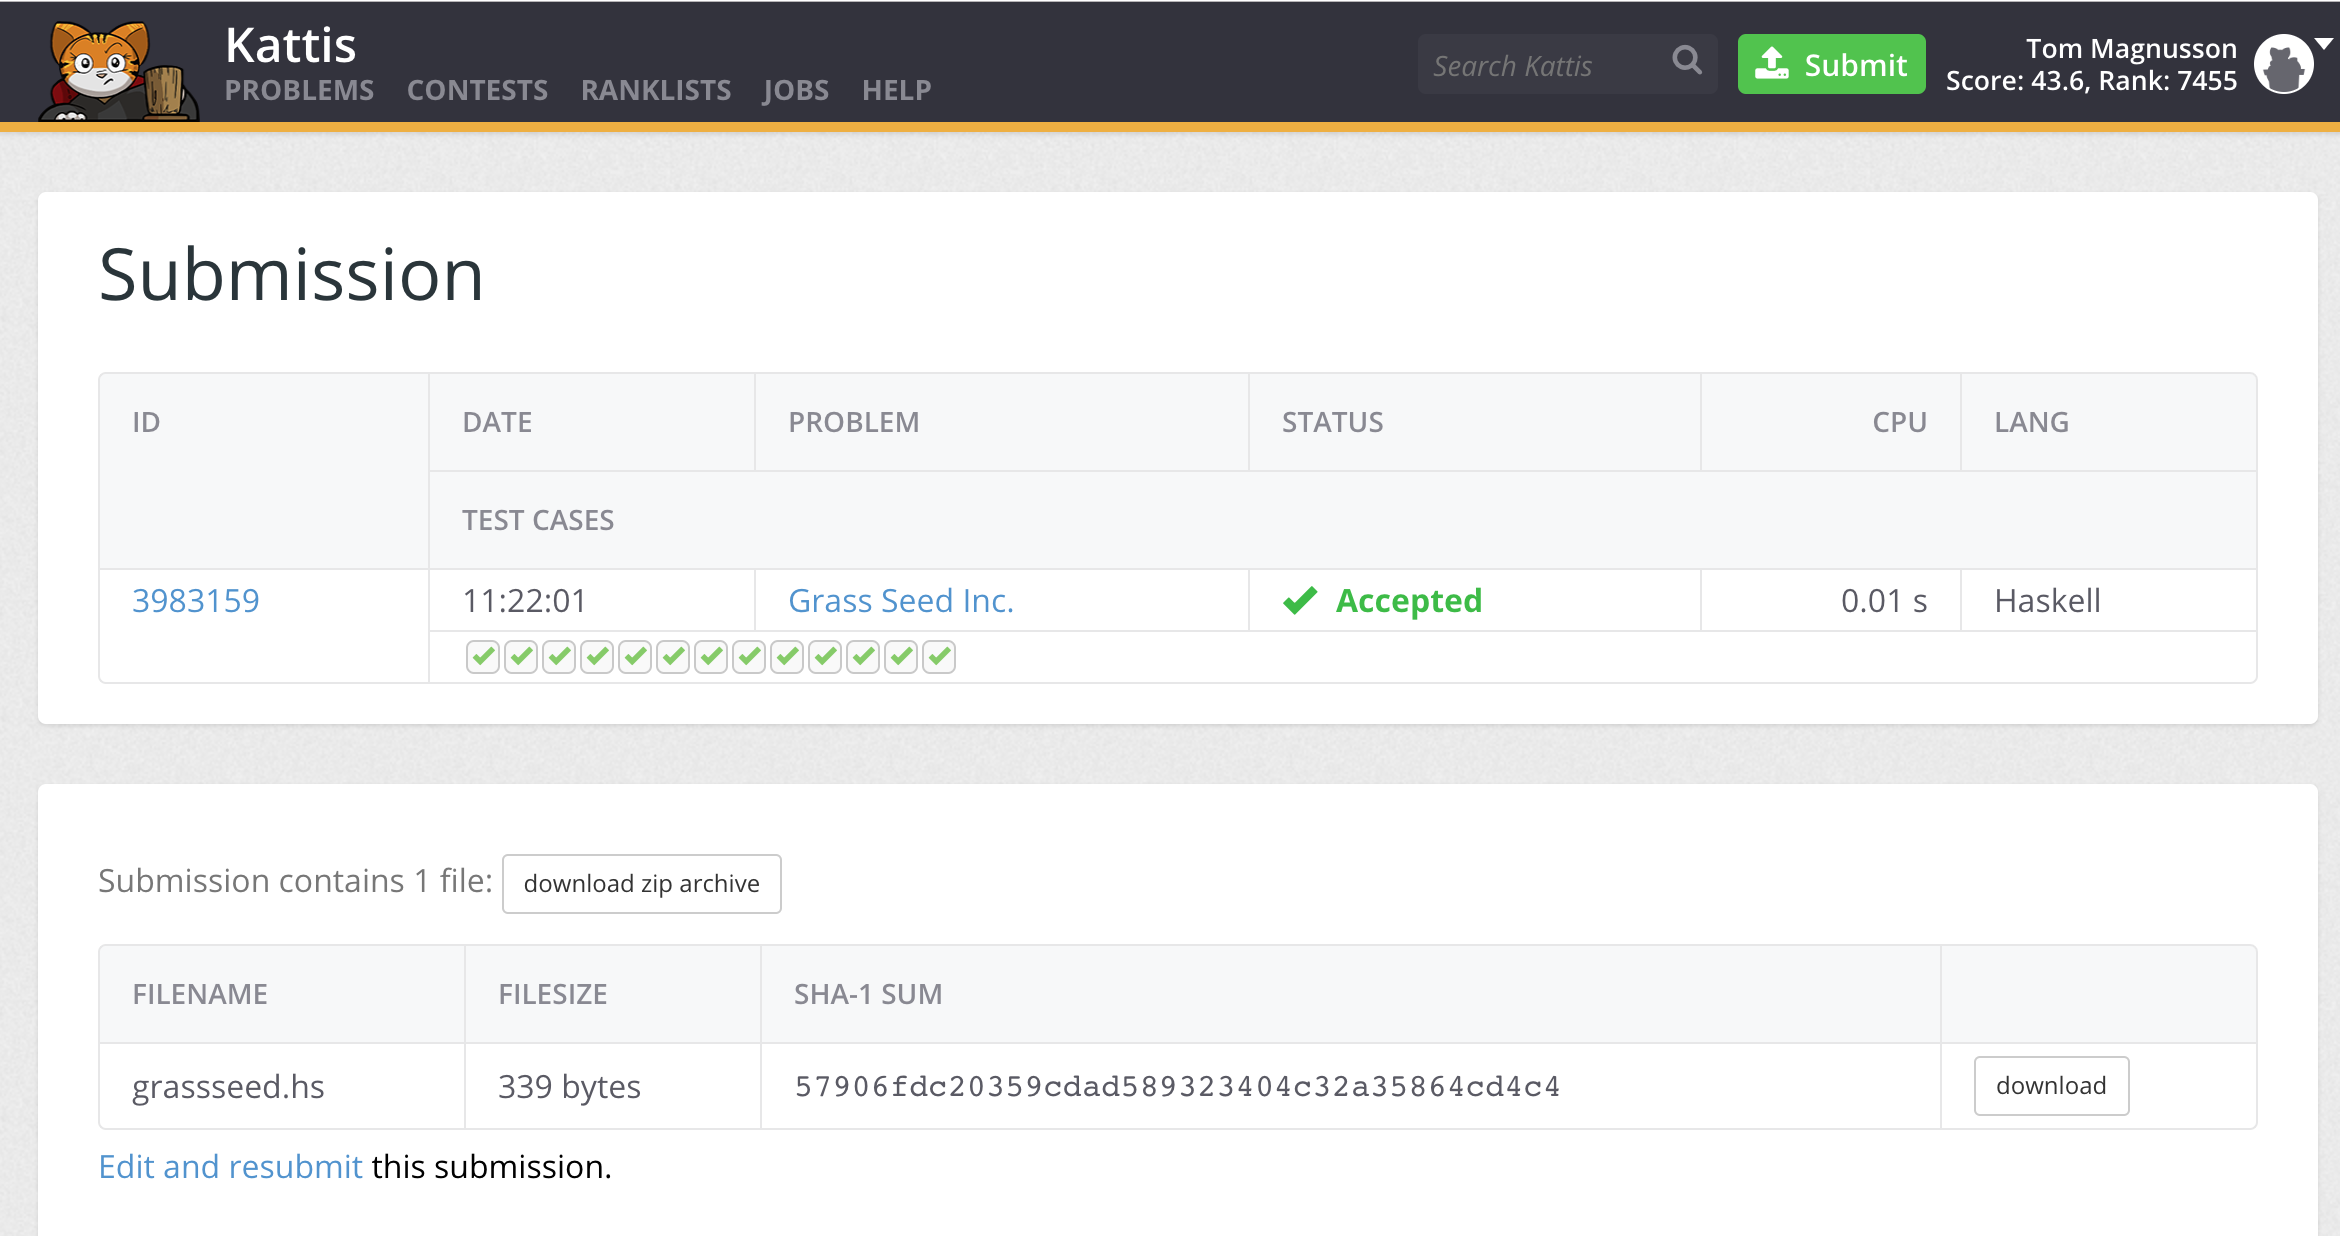 Kattis
PROBLEMS CONTESTS RANKLISTS JOBS HELP
Search Kattis
Submit
Tom Magnusson
Score: 43.6, Rank: 7455
Submission
ID DATE PROBLEM STATUS CPU LANG
TEST CASES
3983159 11:22:01 Grass Seed Inc. Accepted 0.01 s Haskell
Submission contains 1 file: download zip archive
FILENAME FILESIZE SHA-1 SUM
grassseed.hs 339 bytes 57906fdc20359cdad589323404c32a35864cd4c4 download
Edit and resubmit this submission.